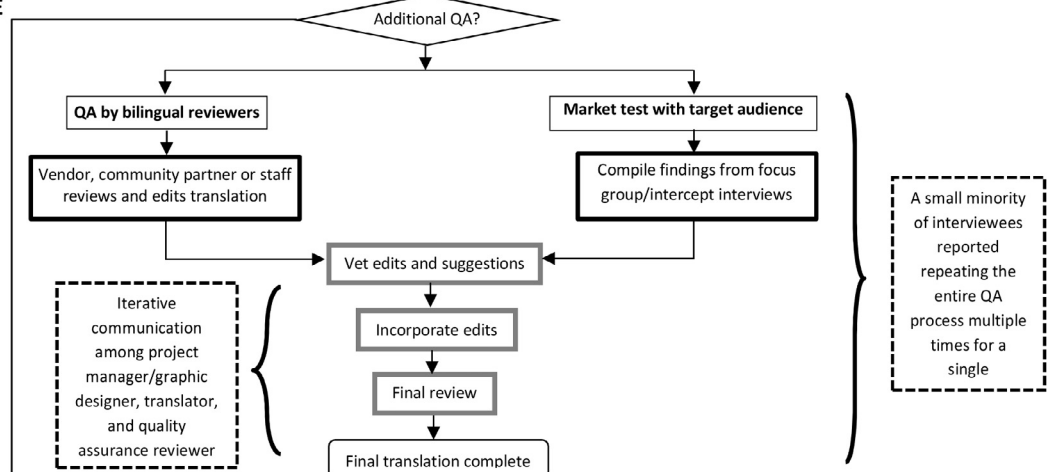 Additional QA?
QA by bilingual reviewers
Market test with target audience
Vendor, community partner or staff
reviews and edits translation
Compile findings from focus
group/intercept interviews
A small minority
of interviewees
reported
repeating the
entire QA
process multiple
times for a
single
Vet edits and suggestions
Iterative
communication
among project
manager/graphic
designer, translator,
and quality
assurance reviewer
Incorporate edits
Final review
Final translation complete